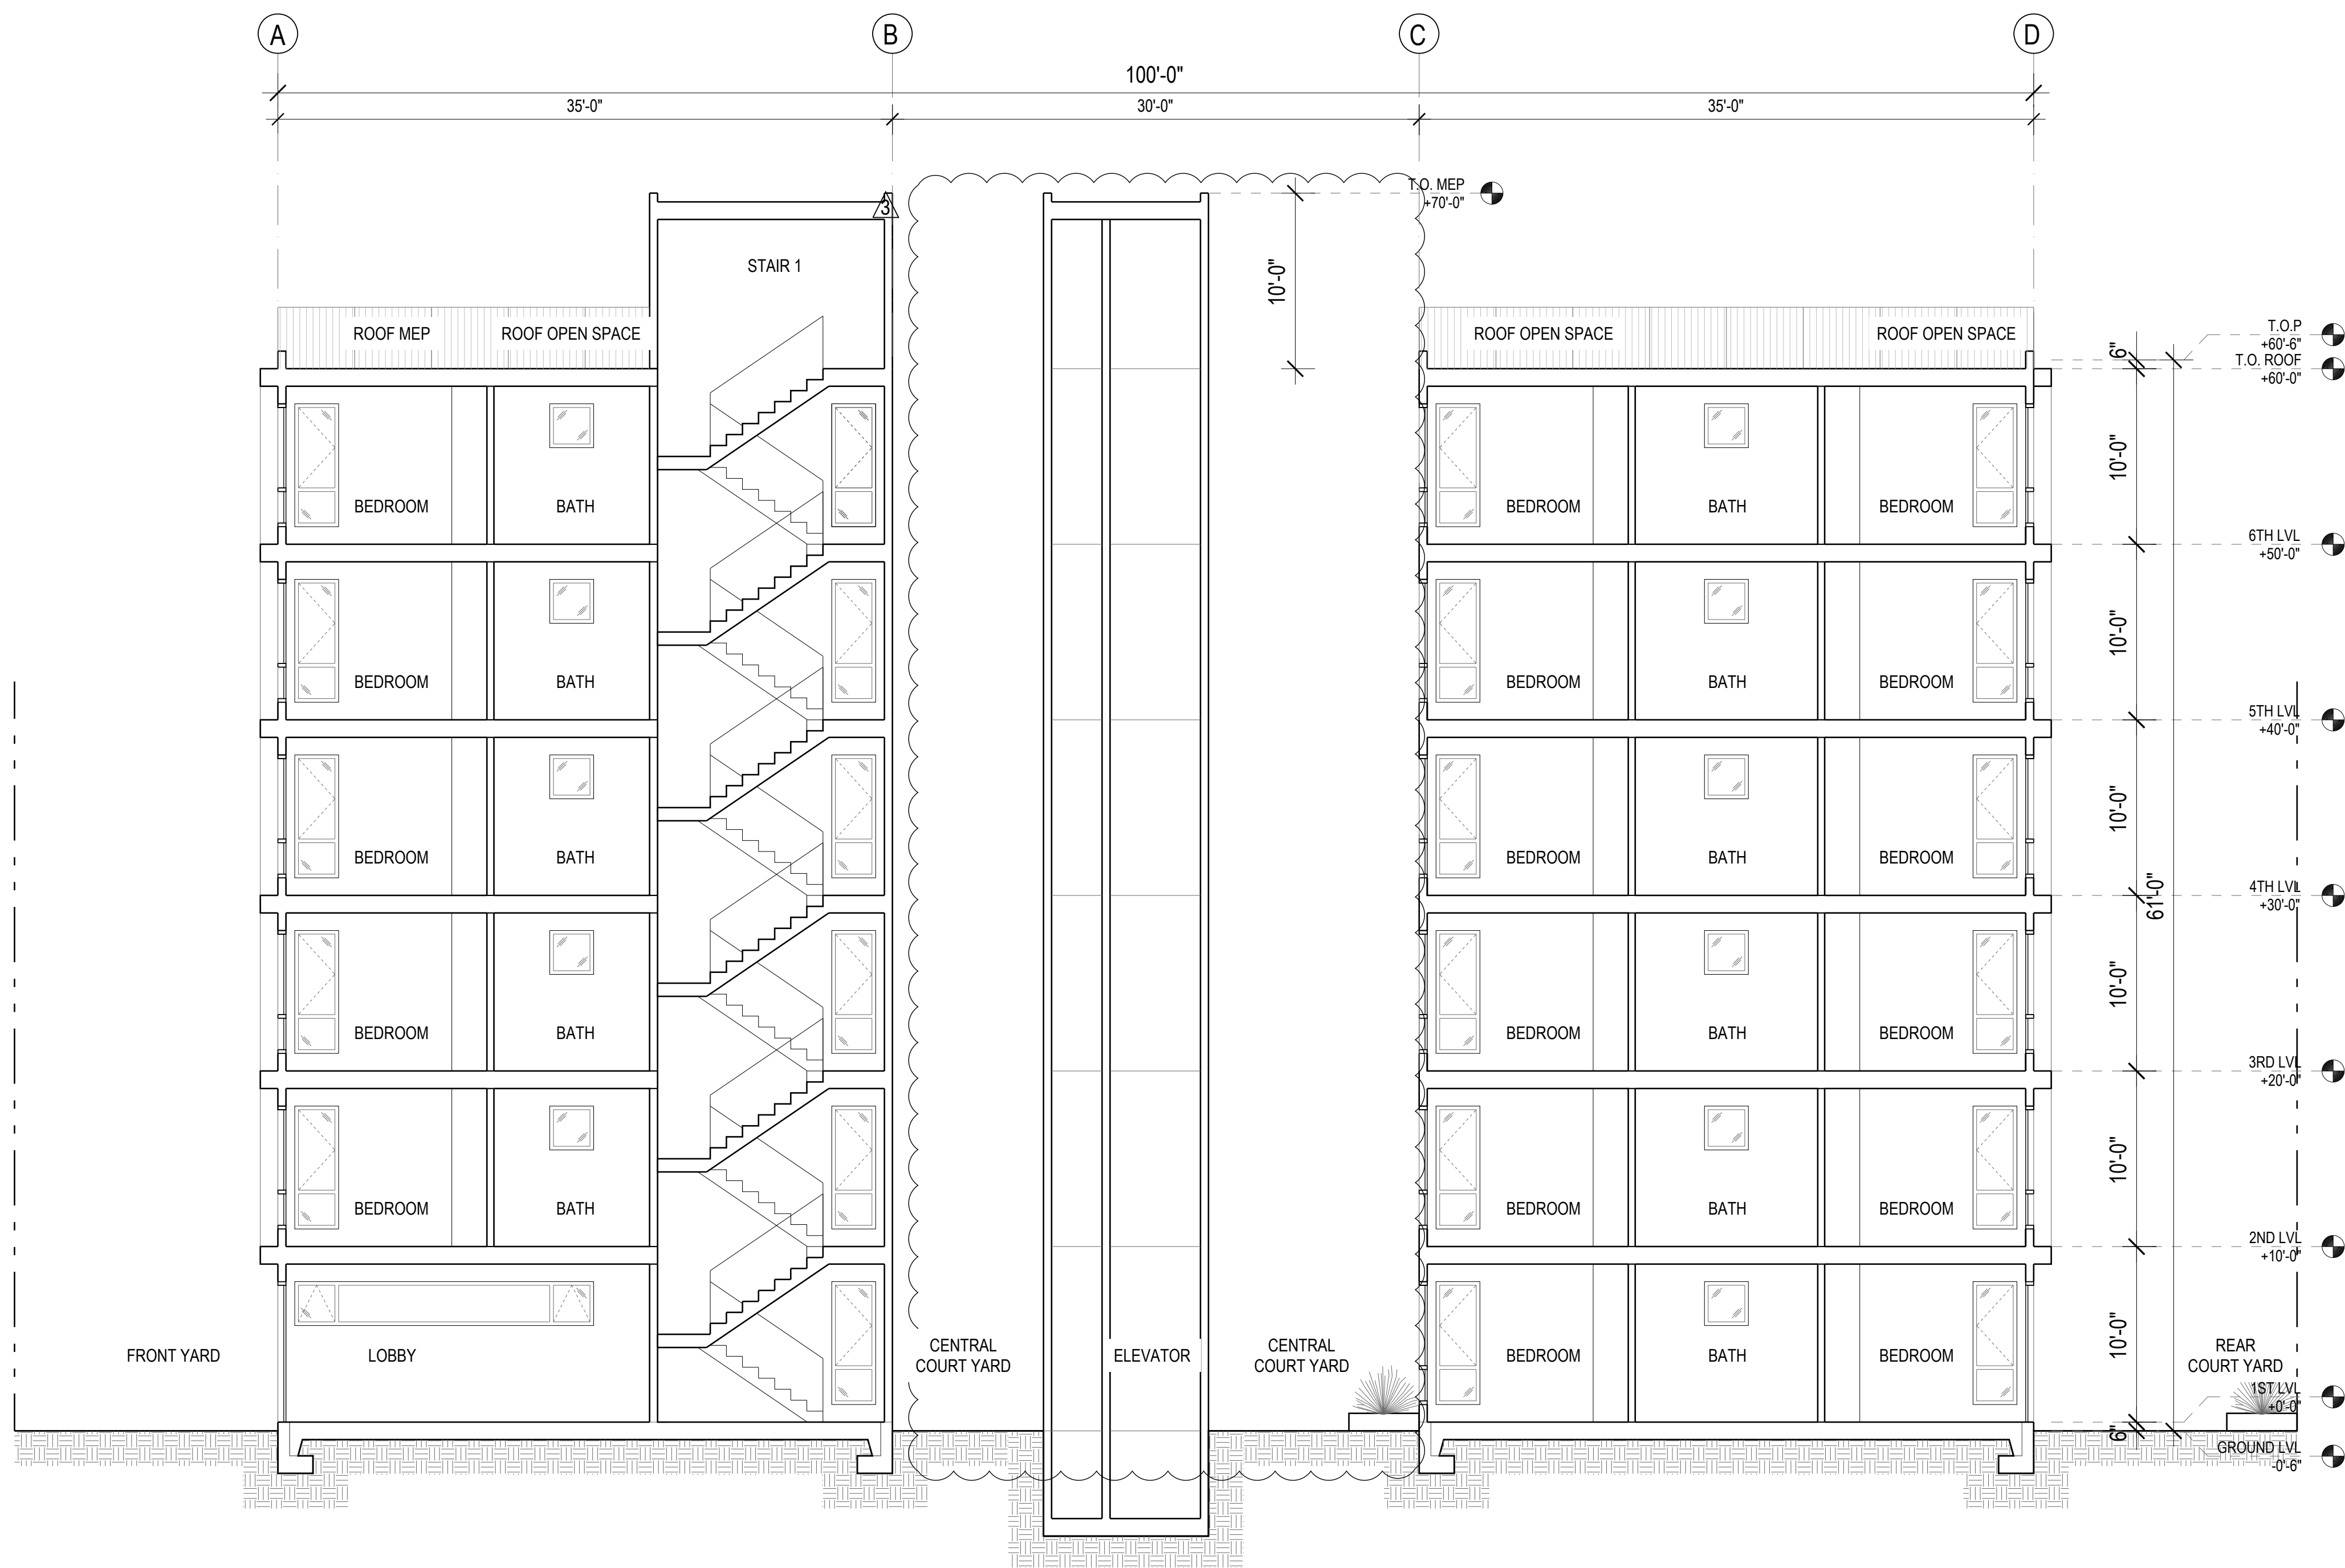 A
B
C
D
100'-0"
35'-0"
30'-0"
35'-0"
T.O. MEP
+70'-0"
3
STAIR 1
10'-0"
ROOF MEP
ROOF OPEN SPACE
ROOF OPEN SPACE
ROOF OPEN SPACE
T.O.P
+60'-6"
6"
T.O. ROOF
+60'-0"
10'-0"
BEDROOM
BATH
BEDROOM
BATH
BEDROOM
6TH LVL
+50'-0"
10'-0"
BEDROOM
BATH
BEDROOM
BATH
BEDROOM
5TH LVL
+40'-0"
10'-0"
BEDROOM
BATH
BEDROOM
BATH
BEDROOM
4TH LVL
+30'-0"
61'-0"
10'-0"
BEDROOM
BATH
BEDROOM
BATH
BEDROOM
3RD LVL
+20'-0"
10'-0"
BEDROOM
BATH
BEDROOM
BATH
BEDROOM
2ND LVL
+10'-0"
10'-0"
FRONT YARD
LOBBY
CENTRAL
COURT YARD
ELEVATOR
CENTRAL
COURT YARD
BEDROOM
BATH
BEDROOM
REAR
COURT YARD
1ST LVL
+0'-0"
6"
GROUND LVL
-0'-6"